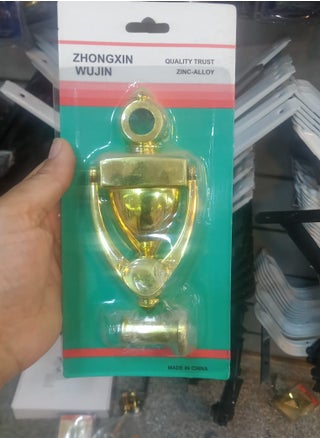 ZHONGXIN
WUJIN
QUALITY TRUST
ZINC-ALLOY
MADE IN CHINA